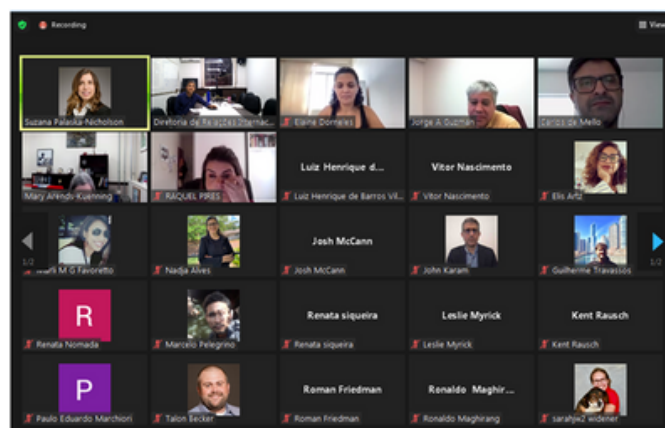 Recording
View
Suzana Palaska-Nicholson
Diretoria de Relações Internac...
Elaine Dorneles
Jorge A Guzman
Carlos de Mello
Mary Arends-Kuenning
RAQUEL PIRES
Luiz Henrique d...
Luiz Henrique de Barros Vil...
Vitor Nascimento
Vitor Nascimento
Elis Artz
1/2
Marli M G Favoretto
Nadja Alves
Josh McCann
Josh McCann
John Karam
Guilherme Travassos
1/2
R
Renata Nomada
Marcelo Pelegrino
Renata siqueira
Renata siqueira
Leslie Myrick
Leslie Myrick
Kent Rausch
Kent Rausch
P
Paulo Eduardo Marchiori
Talon Becker
Roman Friedman
Roman Friedman
Ronaldo Maghir...
Ronaldo Maghirang
sarahjw2 widener